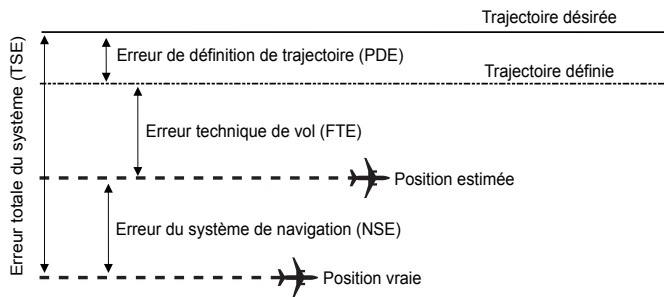 Trajectoire désirée
Erreur de définition de trajectoire (PDE)
Trajectoire définie
Erreur totale du système (TSE)
Erreur technique de vol (FTE)
Position estimée
Erreur du système de navigation (NSE)
Position vraie